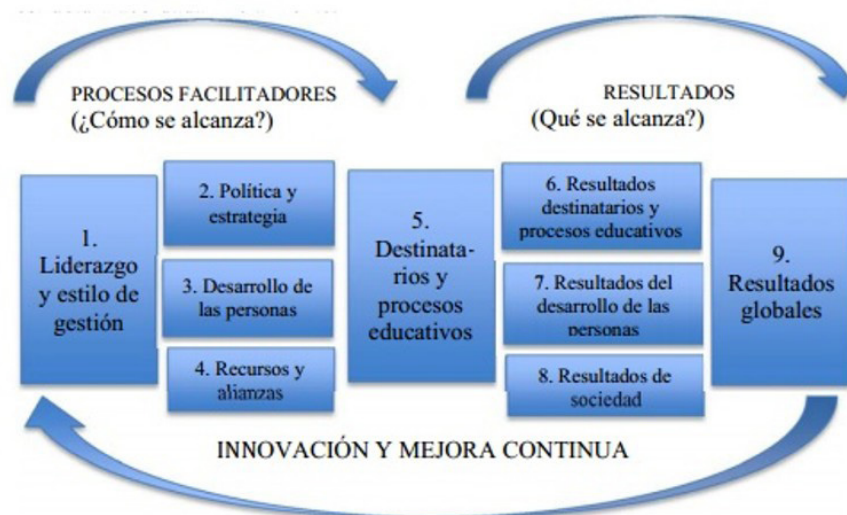 PROCESOS FACILITADORES
(¿Cómo se alcanza?)
RESULTADOS
(Qué se alcanza?)
1.
Liderazgo
y estilo de
gestión
2. Política y
estrategia
3. Desarrollo de
las personas
4. Recursos y
alianzas
5.
Destinata-
rios y
procesos
educativos
6. Resultados
destinatarios y
procesos educativos
7. Resultados del
desarrollo de las
personas
8. Resultados de
sociedad
9.
Resultados
globales
INNOVACIÓN Y MEJORA CONTINUA